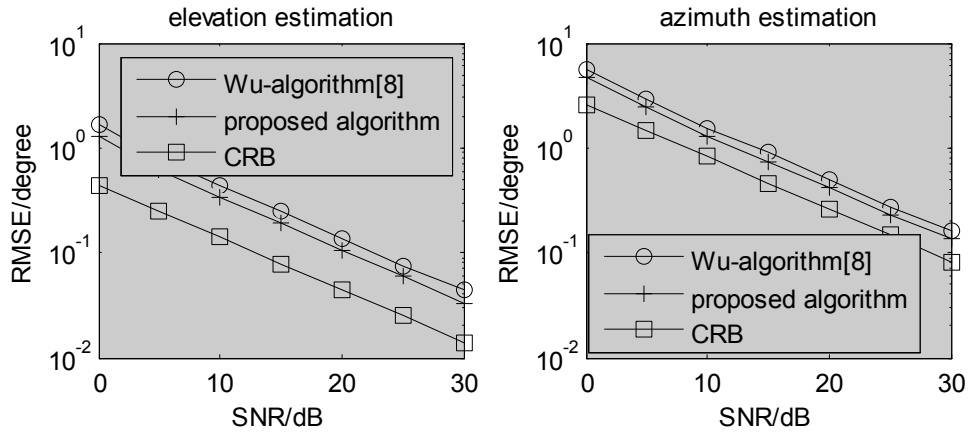 elevation estimation
10^1
10^0
10^-1
10^-2
RMSE/degree
Wu-algorithm[8]
proposed algorithm
CRB
0
10
20
30
SNR/dB
azimuth estimation
10^1
10^0
10^-1
10^-2
RMSE/degree
Wu-algorithm[8]
proposed algorithm
CRB
0
10
20
30
SNR/dB